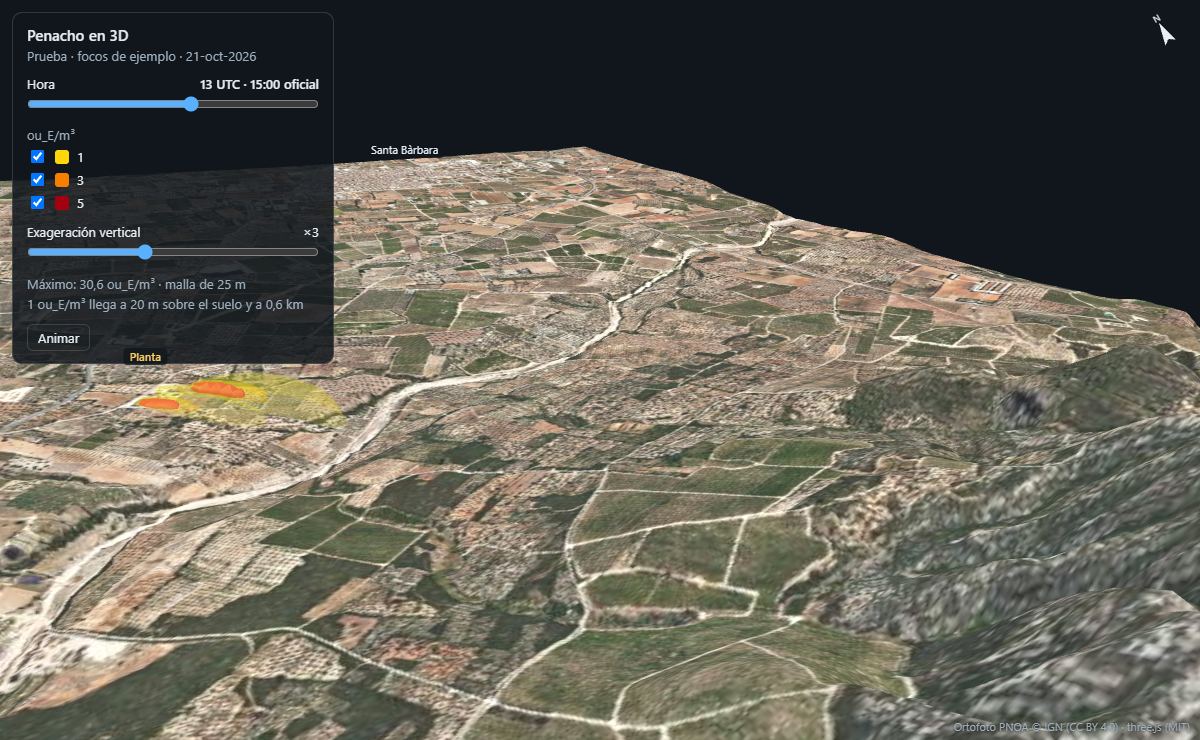 Penacho en 3D
Prueba · focos de ejemplo · 21-oct-2026
Hora 13 UTC · 15:00 oficial
ou_E/m³
1
3
5
Exageración vertical ×3
Máximo: 30,6 ou_E/m³ · malla de 25 m
1 ou_E/m³ llega a 20 m sobre el suelo y a 0,6 km
Animar
Planta
Santa Bàrbara
N
Ortofoto PNOA © IGN (CC BY 4.0) · three.js (MIT)